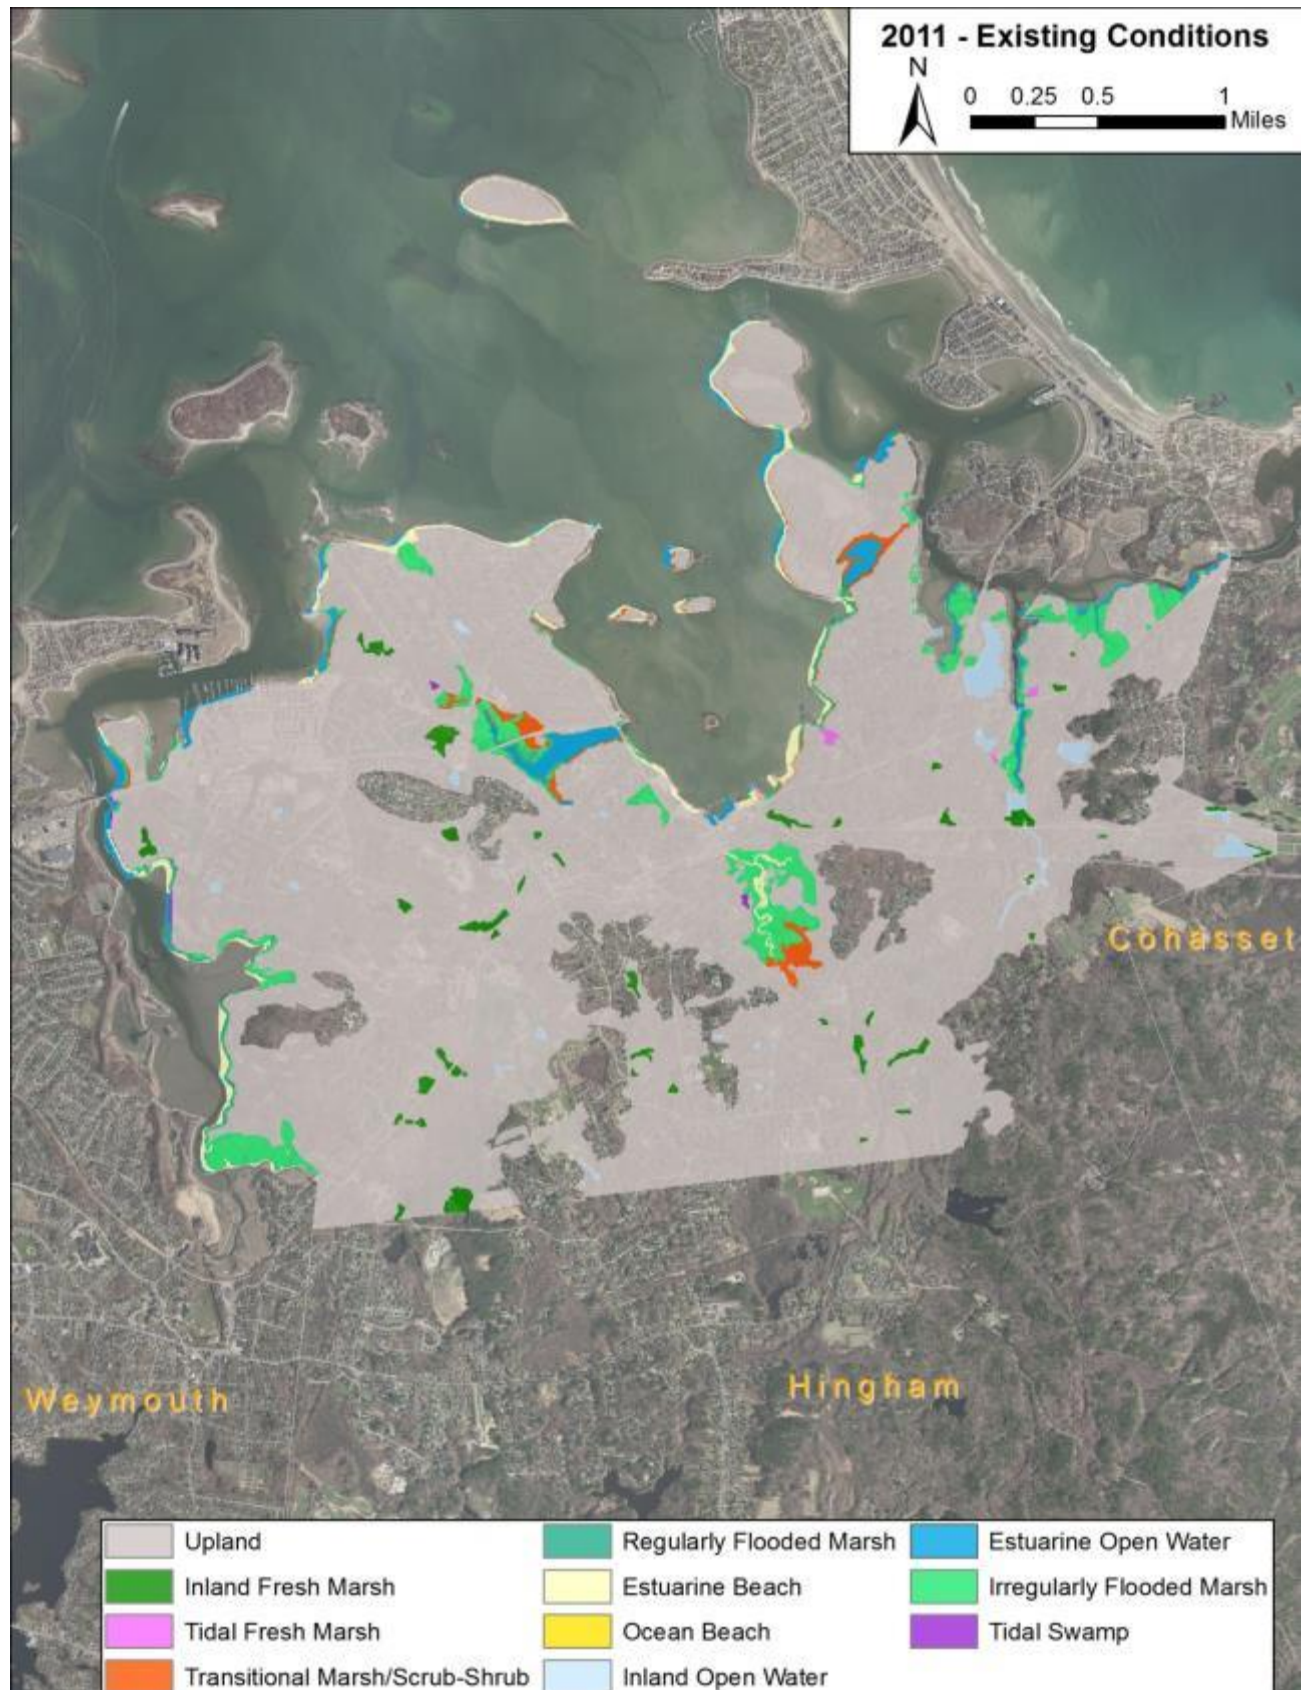 2011 - Existing Conditions
N
0 0.25 0.5 1
Miles
Cohasset
Hingham
Weymouth
Upland
Inland Fresh Marsh
Tidal Fresh Marsh
Transitional Marsh/Scrub-Shrub
Regularly Flooded Marsh
Estuarine Beach
Ocean Beach
Inland Open Water
Estuarine Open Water
Irregularly Flooded Marsh
Tidal Swamp